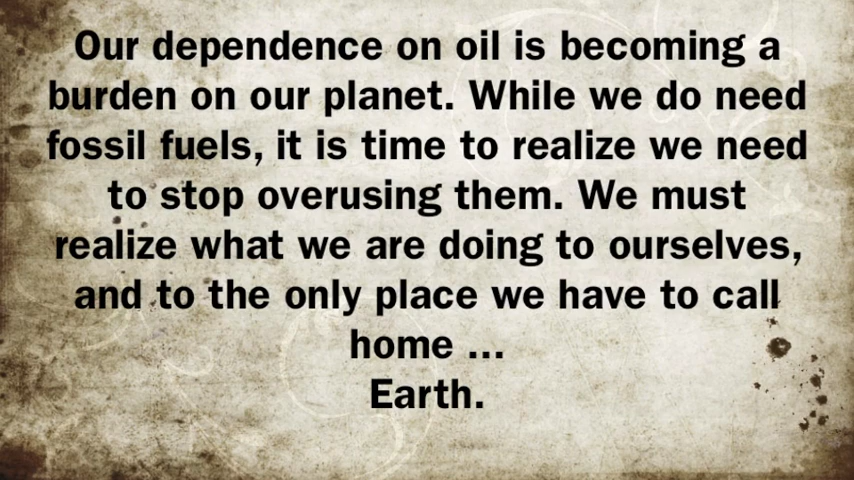 Our dependence on oil is becoming a
burden on our planet. While we do need
fossil fuels, it is time to realize we need
to stop overusing them. We must
realize what we are doing to ourselves,
and to the only place we have to call
home ...
Earth.